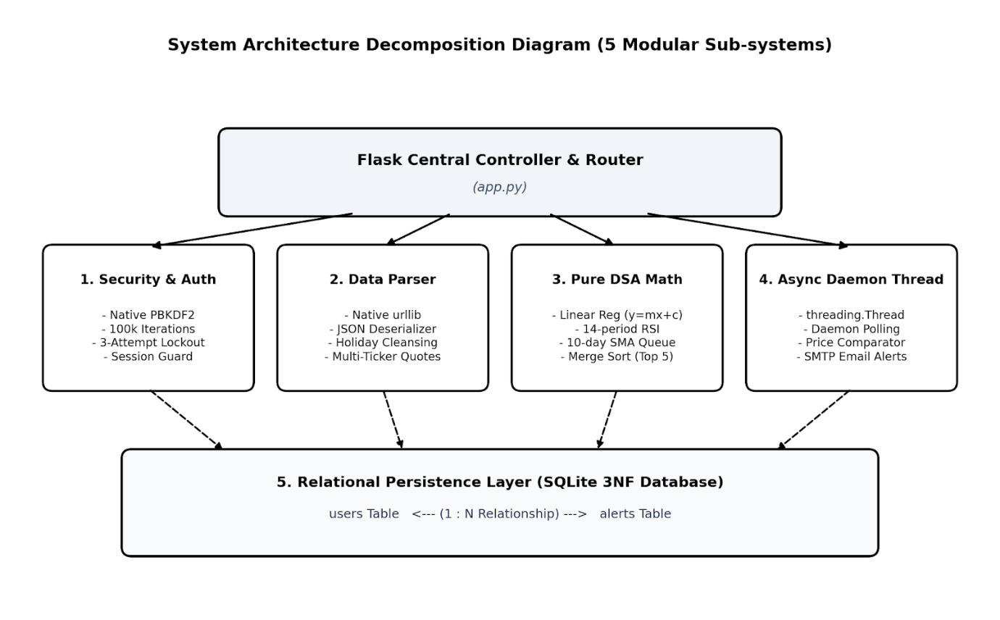 System Architecture Decomposition Diagram (5 Modular Sub-systems)
Flask Central Controller & Router
(app.py)
1. Security & Auth
- Native PBKDF2
- 100k Iterations
- 3-Attempt Lockout
- Session Guard
2. Data Parser
- Native urllib
- JSON Deserializer
- Holiday Cleansing
- Multi-Ticker Quotes
3. Pure DSA Math
- Linear Reg (y=mx+c)
- 14-period RSI
- 10-day SMA Queue
- Merge Sort (Top 5)
4. Async Daemon Thread
- threading.Thread
- Daemon Polling
- Price Comparator
- SMTP Email Alerts
5. Relational Persistence Layer (SQLite 3NF Database)
users Table <--- (1 : N Relationship) ---> alerts Table